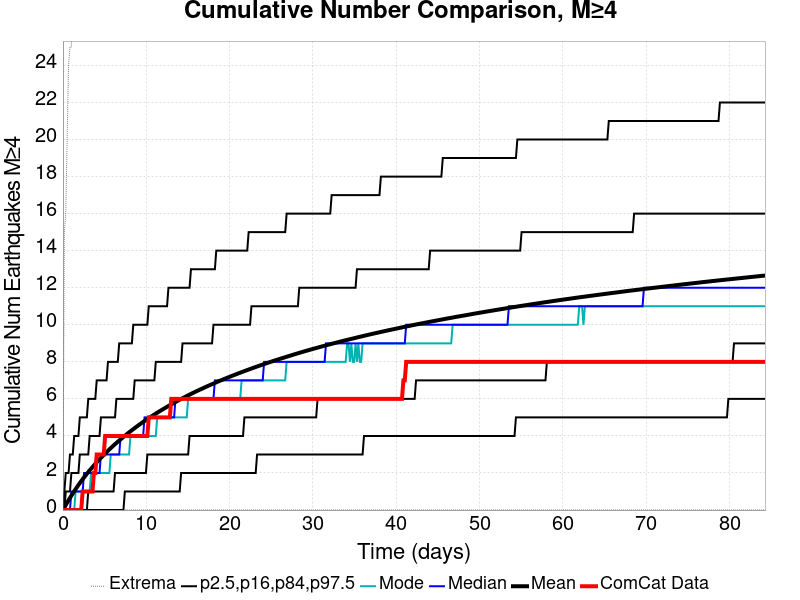 Cumulative Number Comparison, M≥4
Cumulative Num Earthquakes M≥4
24
22
20
18
16
14
12
10
8
6
4
2
0
0 10 20 30 40 50 60 70 80
Time (days)
Extrema p2.5,p16,p84,p97.5 Mode Median Mean ComCat Data